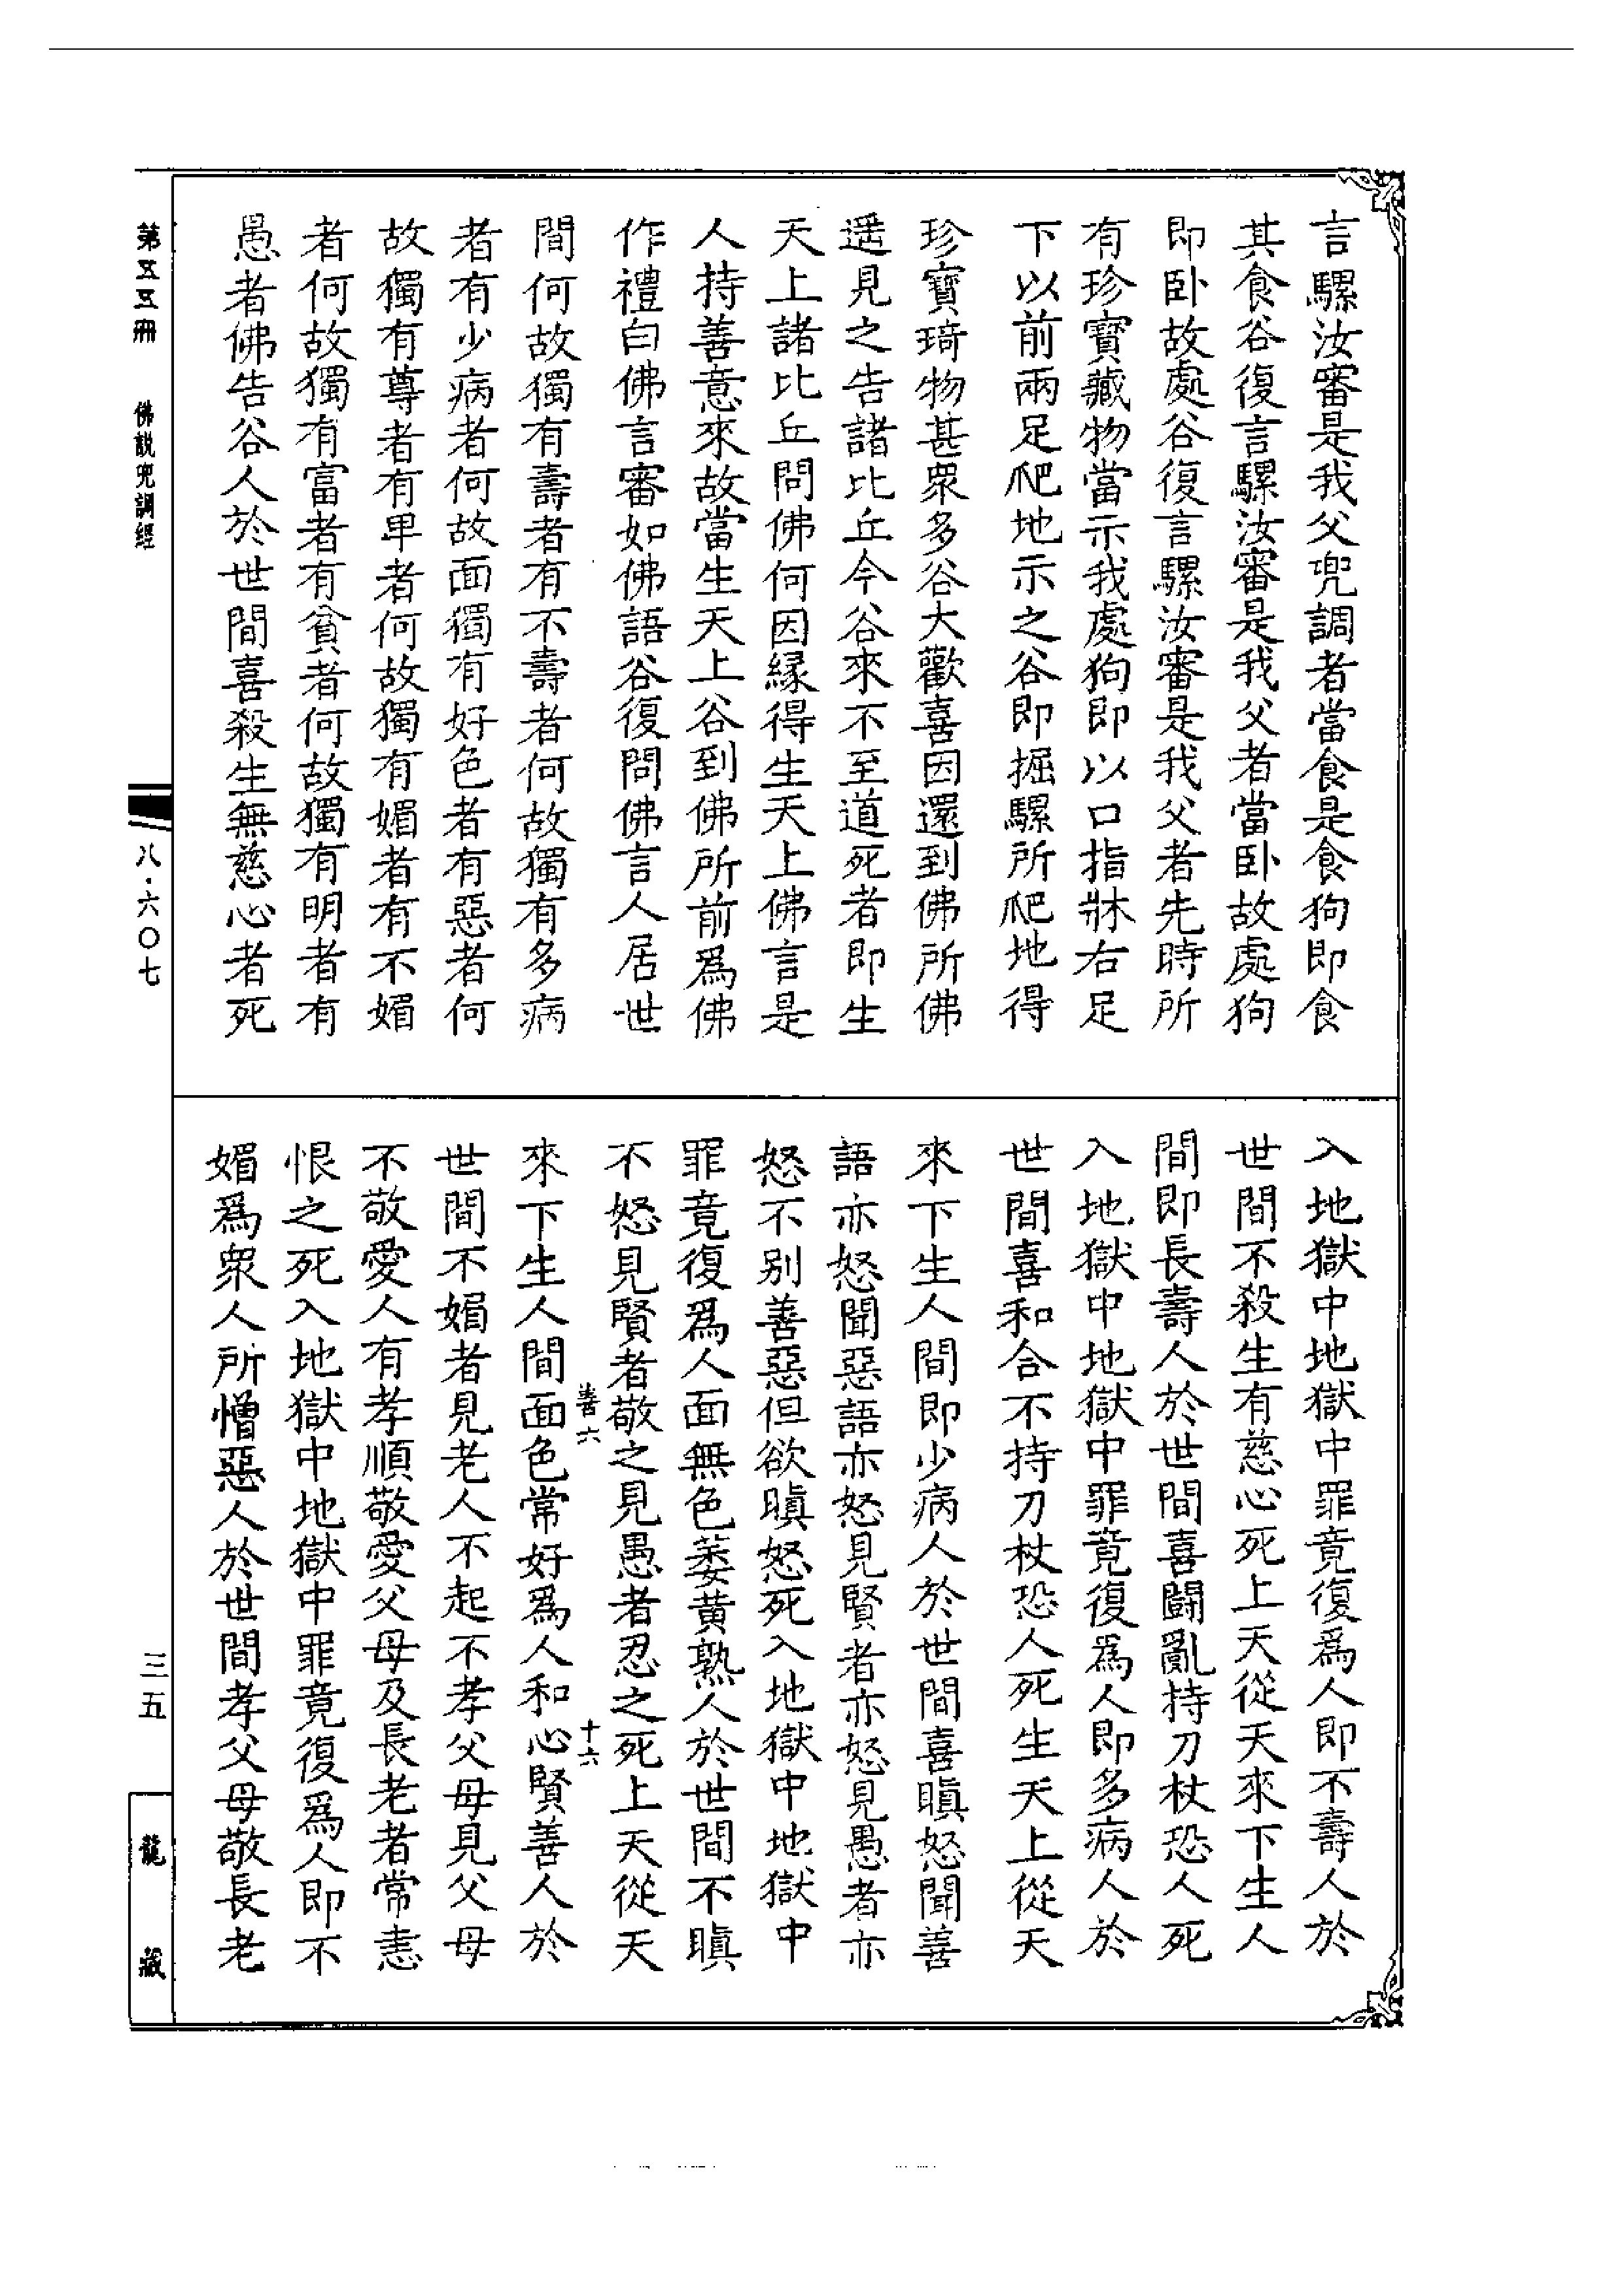 言騾汝審是我父兜調者當食是食狗即食
其食谷復言騾汝審是我父者當卧故處狗
即卧故處谷復言騾汝審是我父者先時所
有珍寶藏物當示我處狗即以口指牀右足
下以前兩足爬地示之谷即掘騾所爬地得
珍寶琦物甚眾多谷大歡喜因還到佛所佛
遥見之告諸比丘今谷來不至道死者即生
天上諸比丘問佛何因緣得生天上佛言是
人持善意來故當生天上谷到佛所前爲佛
作禮白佛言審如佛語谷復問佛言人居世
間何故獨有壽者有不壽者何故獨有多病
者有少病者何故面獨有好色者有惡者何
故獨有尊者有卑者何故獨有媚者有不媚
者何故獨有富者有貧者何故獨有明者有
愚者佛告谷人於世間喜殺生無慈心者死
入地獄中地獄中罪竟復爲人即不壽人於
世間不殺生有慈心死上天從天來下生人
間即長壽人於世間喜鬪亂持刀杖恐人死
入地獄中地獄中罪竟復爲人即多病人於
世間喜和合不持刀杖恐人死生天上從天
來下生人間即少病人於世間喜瞋怒聞善
語亦怒聞惡語亦怒見賢者亦怒見愚者亦
怒不别善惡但欲瞋怒死入地獄中地獄中
罪竟復爲人面無色萎黄熟人於世間不瞋
不怒見賢者敬之見愚者忍之死上天從天
善六 十六
來下生人間面色常好爲人和心賢善人於
世間不媚者見老人不起不孝父母見父母
不敬愛人有孝順敬愛父母及長老者常恚
恨之死入地獄中地獄中罪竟復爲人即不
媚爲眾人所憎惡人於世間孝父母敬長老
第五五冊 佛説兜調經
八·六〇七
三五
龍藏